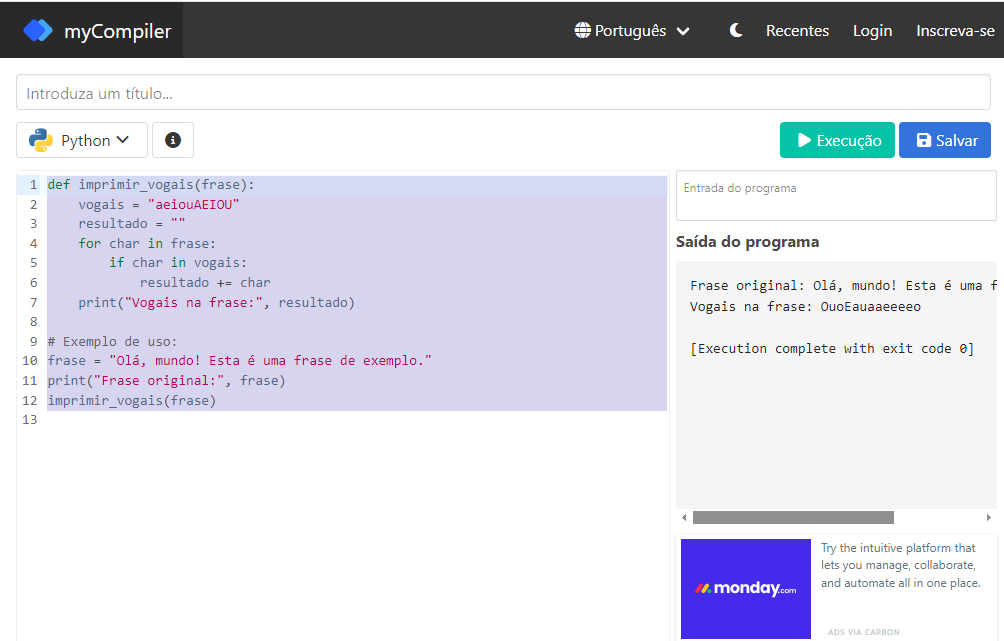 myCompiler
Português
Recentes
Login
Inscreva-se
Introduza um título...
Python
Execução
Salvar
1 def imprimir_vogais(frase):
2     vogais = "aeiouAEIOU"
3     resultado = ""
4     for char in frase:
5         if char in vogais:
6             resultado += char
7     print("Vogais na frase:", resultado)
8
9 # Exemplo de uso:
10 frase = "Olá, mundo! Esta é uma frase de exemplo."
11 print("Frase original:", frase)
12 imprimir_vogais(frase)
13
Entrada do programa
Saída do programa
Frase original: Olá, mundo! Esta é uma f
Vogais na frase: OuoEauaaeeeeo
[Execution complete with exit code 0]
monday.com
Try the intuitive platform that
lets you manage, collaborate,
and automate all in one place.
ADS VIA CARBON